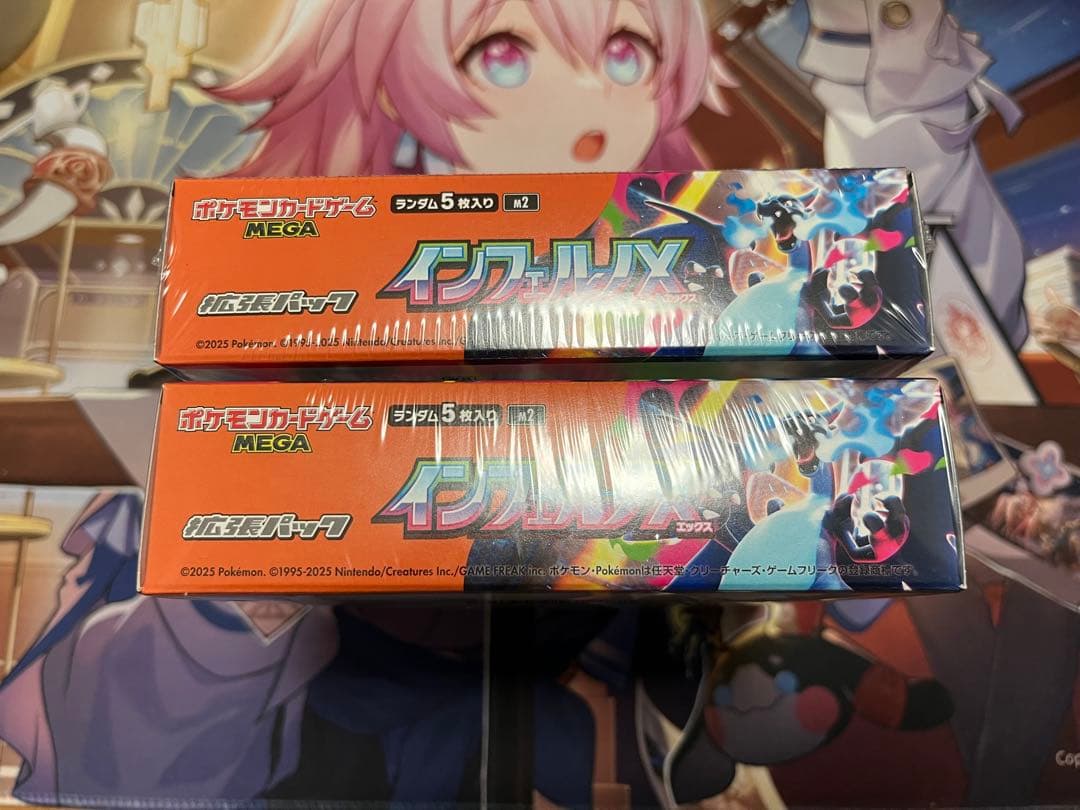 ポケモンカードゲーム
MEGA
ランダム5枚入り M2
インフェルノX
エックス
拡張パック
©2025 Pokémon. ©1995-2025 Nintendo/Creatures Inc./G
ポケモンカードゲーム
MEGA
ランダム5枚入り M2
インフェルノX
エックス
拡張パック
©2025 Pokémon. ©1995-2025 Nintendo/Creatures Inc./GAME FREAK inc. ポケモン・Pokémonは任天堂・クリーチャーズ・ゲームフリークの登録商標です。
Cop